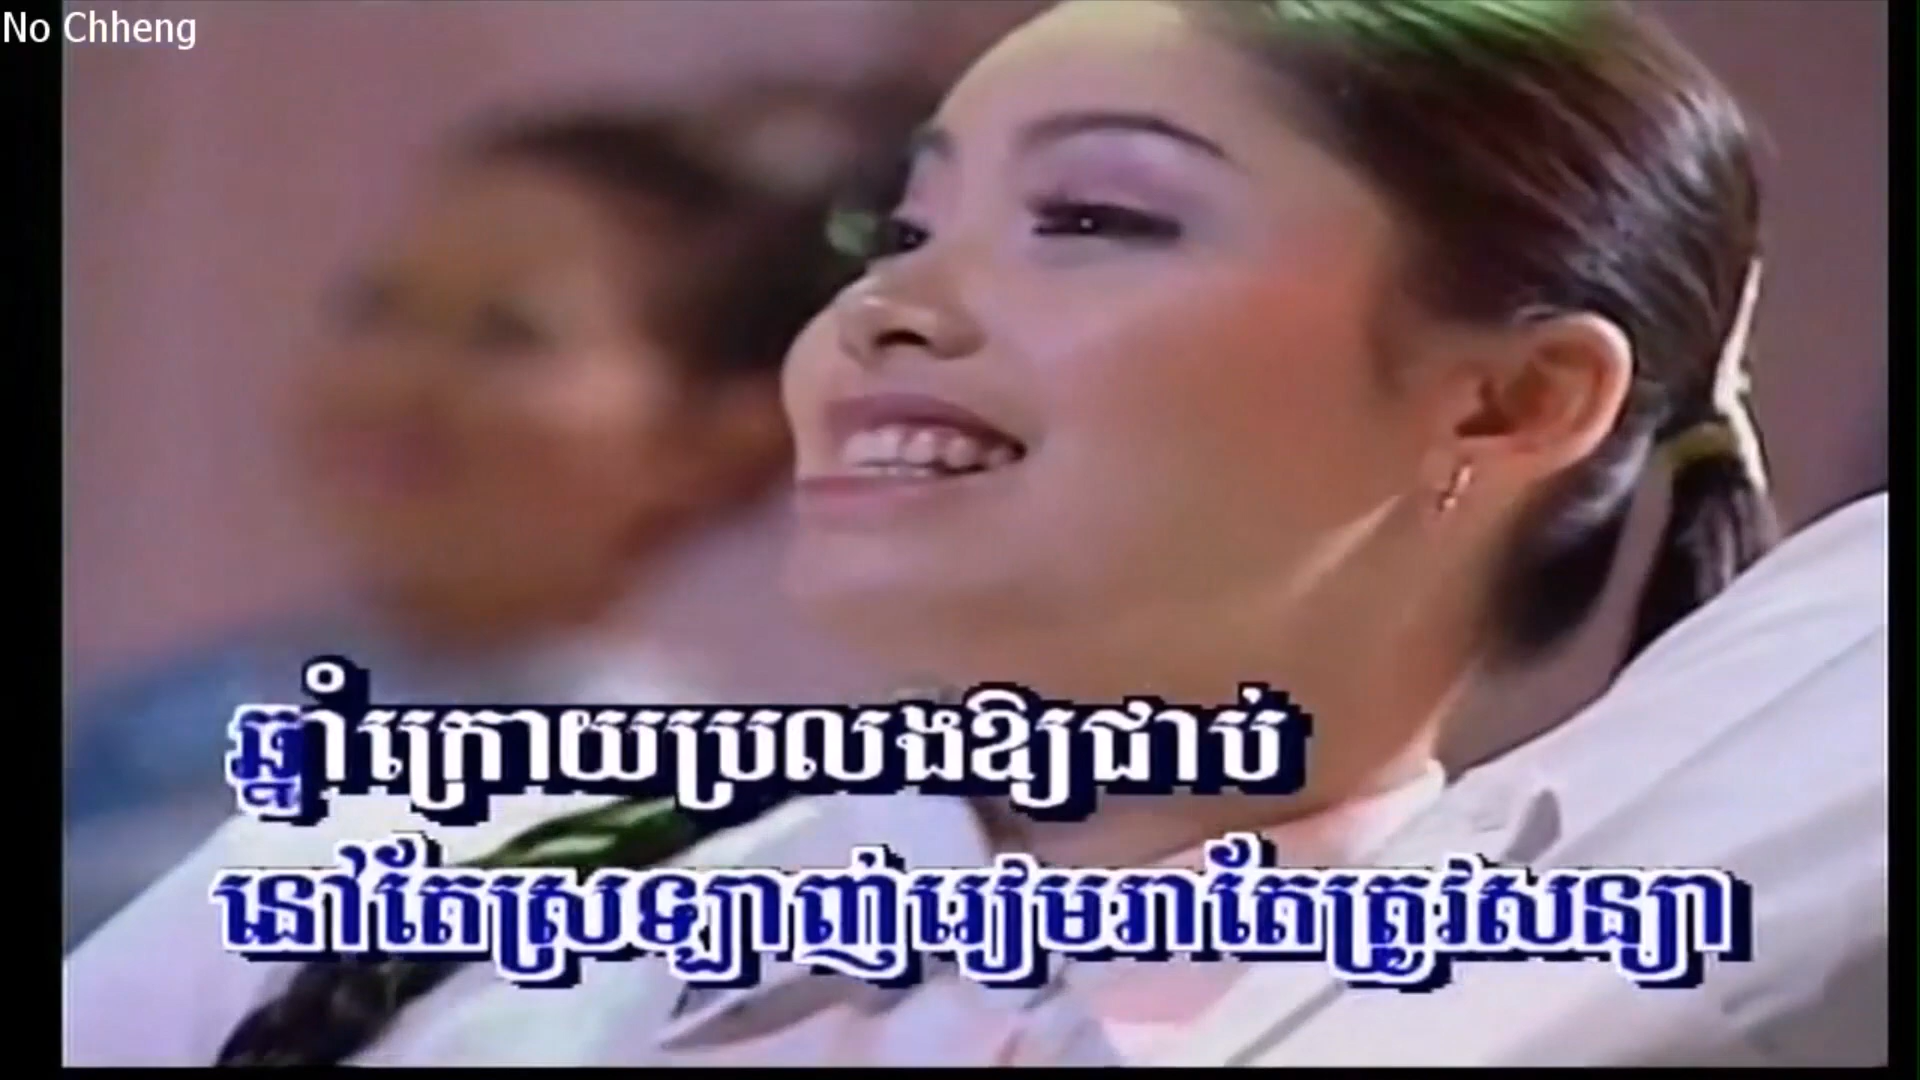 No Chheng
ឆ្នាំក្រោយប្រលងឱ្យជាប់
នៅតែស្រឡាញ់រៀមរាតែត្រូវសន្យា